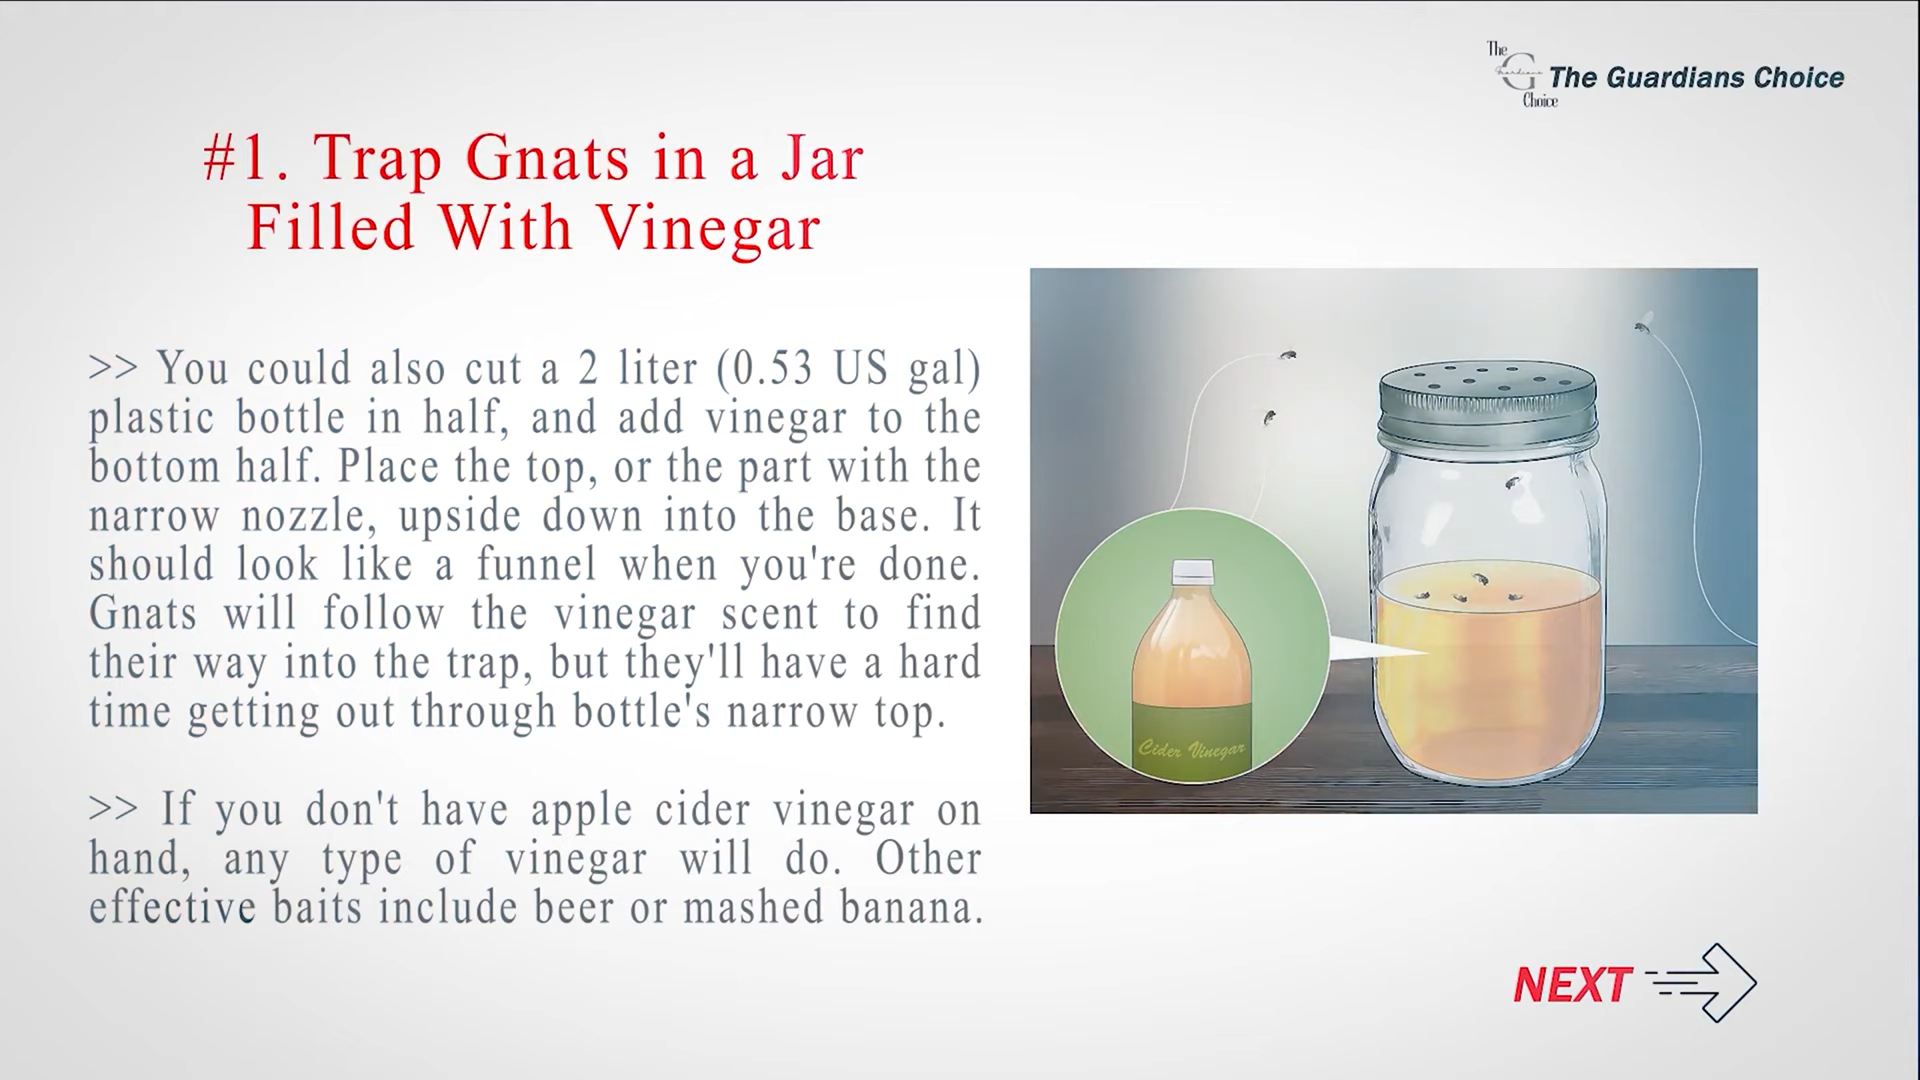 The
G
Guardians
Choice
The Guardians Choice
#1. Trap Gnats in a Jar
Filled With Vinegar
>> You could also cut a 2 liter (0.53 US gal)
plastic bottle in half, and add vinegar to the
bottom half. Place the top, or the part with the
narrow nozzle, upside down into the base. It
should look like a funnel when you're done.
Gnats will follow the vinegar scent to find
their way into the trap, but they'll have a hard
time getting out through bottle's narrow top.
>> If you don't have apple cider vinegar on
hand, any type of vinegar will do. Other
effective baits include beer or mashed banana.
Cider Vinegar
NEXT